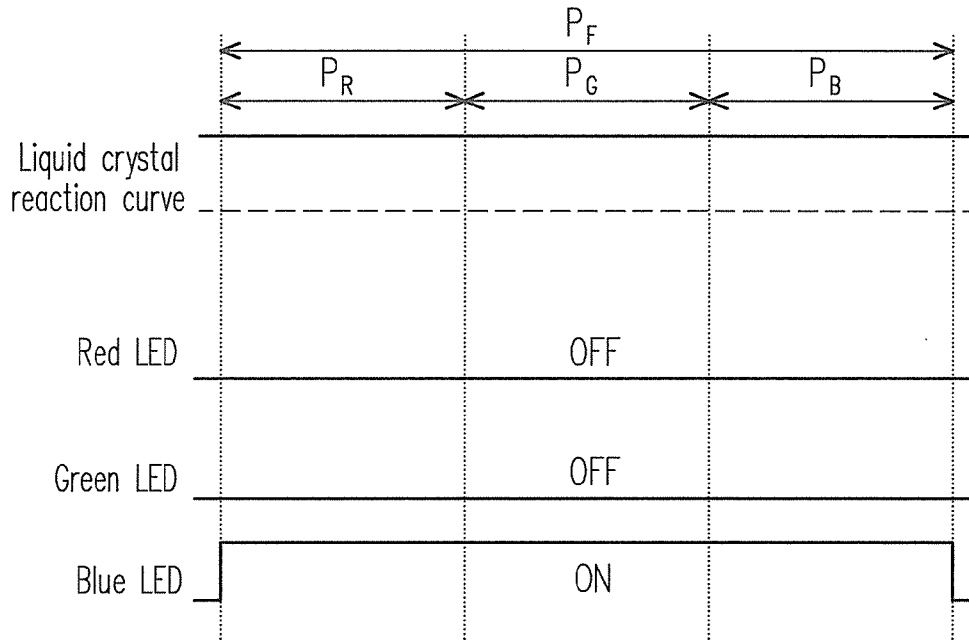 P_F
P_R P_G P_B
Liquid crystal
reaction curve
Red LED OFF
Green LED OFF
Blue LED ON